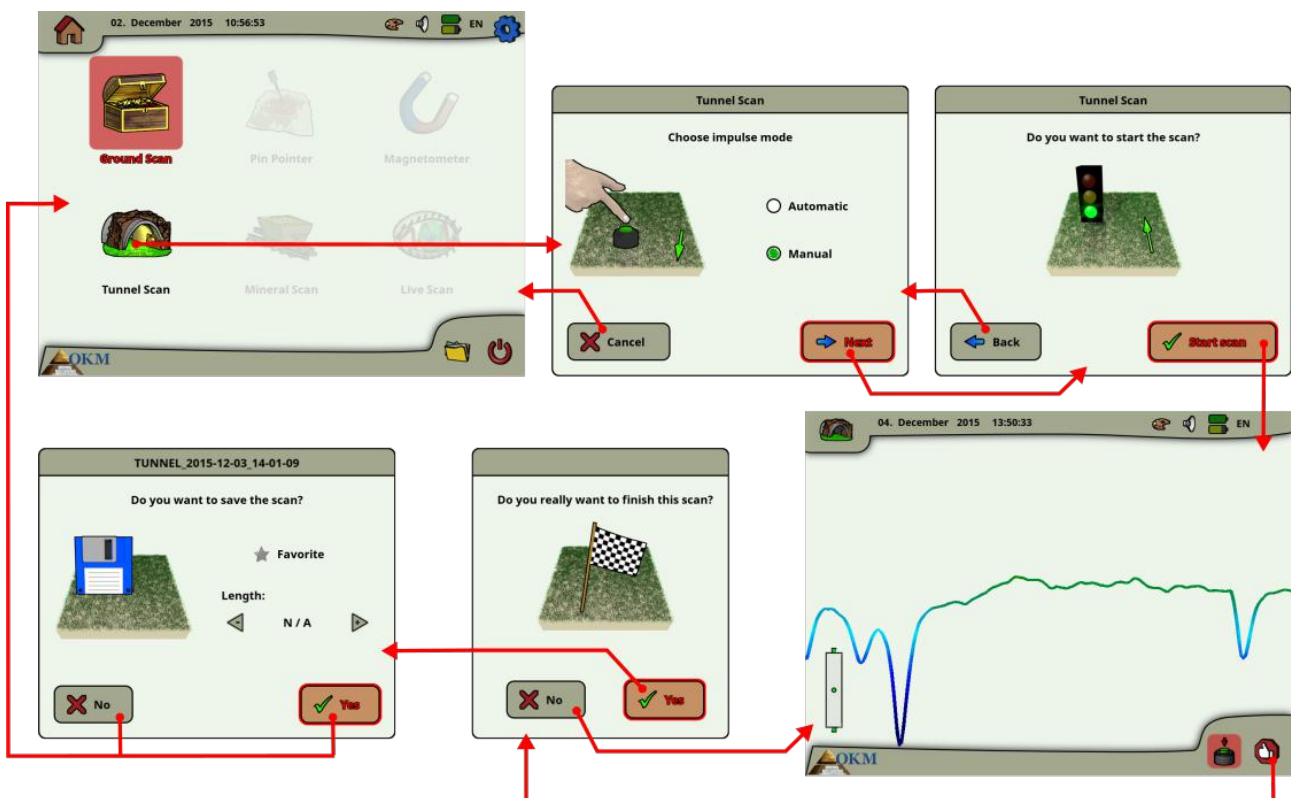 02. December 2015 10:56:53
EN
Ground Scan
Pin Pointer
Magnetometer
Tunnel Scan
Mineral Scan
Live Scan
OKM
Tunnel Scan
Choose impulse mode
Automatic
Manual
Cancel
Next
Tunnel Scan
Do you want to start the scan?
Back
Start scan
TUNNEL_2015-12-03_14-01-09
Do you want to save the scan?
Favorite
Length:
- N / A +
No
Yes
Do you really want to finish this scan?
No
Yes
04. December 2015 13:50:33
EN
OKM